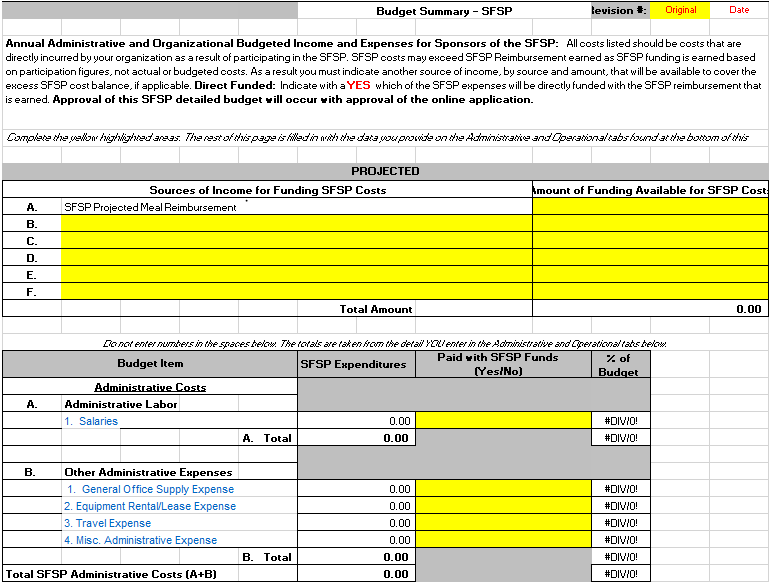 Budget Summary - SFSP
Revision #: Original Date
Annual Administrative and Organizational Budgeted Income and Expenses for Sponsors of the SFSP: All costs listed should be costs that are
directly incurred by your organization as a result of participating in the SFSP. SFSP costs may exceed SFSP Reimbursement earned as SFSP funding is earned based
on participation figures, not actual or budgeted costs. As a result you must indicate another source of income, by source and amount, that will be available to cover the
excess SFSP cost balance, if applicable. Direct Funded: Indicate with a YES which of the SFSP expenses will be directly funded with the SFSP reimbursement that
is earned. Approval of this SFSP detailed budget will occur with approval of the online application.
Complete the yellow highlighted areas. The rest of this page is filled in with the data you provide on the Administrative and Operational tabs found at the bottom of this
PROJECTED
Sources of Income for Funding SFSP Costs Amount of Funding Available for SFSP Costs
A. SFSP Projected Meal Reimbursement
B.
C.
D.
E.
F.
Total Amount 0.00
Do not enter numbers in the spaces below. The totals are taken from the detail YOU enter in the Administrative and Operational tabs below.
Budget Item SFSP Expenditures Paid with SFSP Funds (Yes/No) % of Budget
Administrative Costs
A. Administrative Labor
1. Salaries 0.00 #DIV/0!
A. Total 0.00 #DIV/0!
B. Other Administrative Expenses
1. General Office Supply Expense 0.00 #DIV/0!
2. Equipment Rental/Lease Expense 0.00 #DIV/0!
3. Travel Expense 0.00 #DIV/0!
4. Misc. Administrative Expense 0.00 #DIV/0!
B. Total 0.00 #DIV/0!
Total SFSP Administrative Costs (A+B) 0.00 #DIV/0!